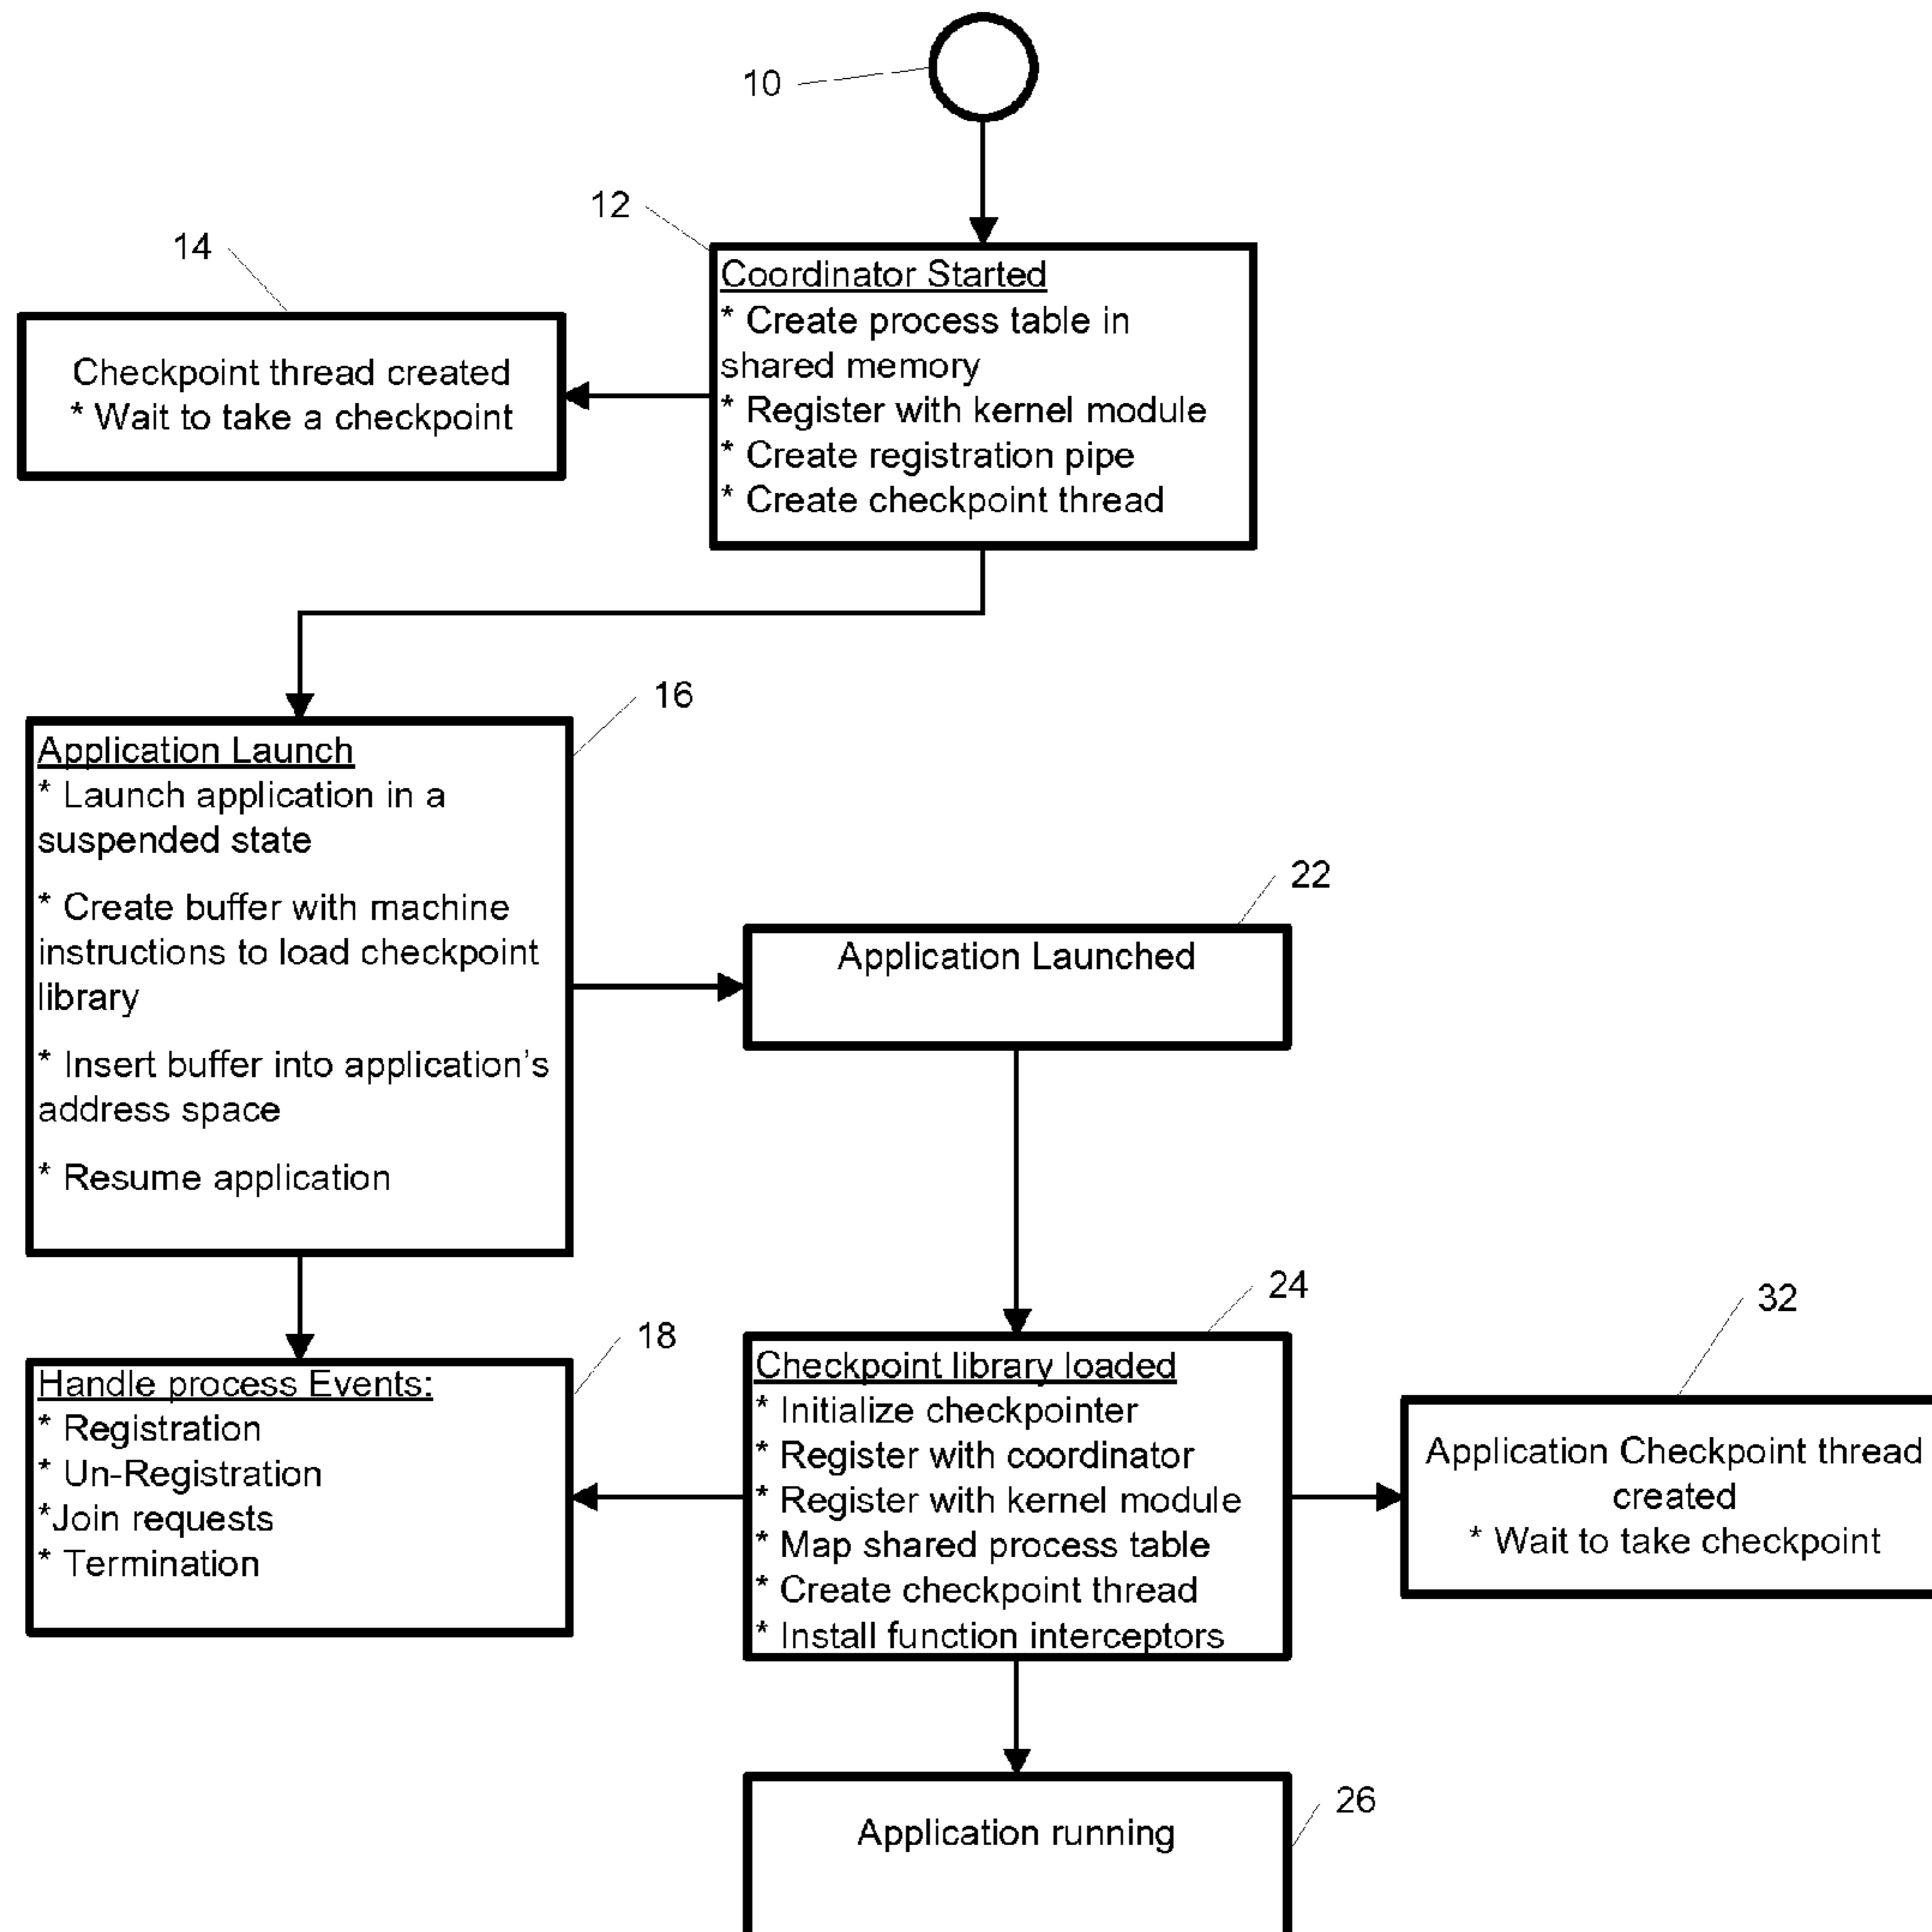 10
12
14
Coordinator Started
* Create process table in
shared memory
* Register with kernel module
* Create registration pipe
* Create checkpoint thread
Checkpoint thread created
* Wait to take a checkpoint
16
Application Launch
* Launch application in a
suspended state
* Create buffer with machine
instructions to load checkpoint
library
* Insert buffer into application's
address space
* Resume application
22
Application Launched
18
Handle process Events:
* Registration
* Un-Registration
*Join requests
* Termination
24
Checkpoint library loaded
* Initialize checkpointer
* Register with coordinator
* Register with kernel module
* Map shared process table
* Create checkpoint thread
* Install function interceptors
32
Application Checkpoint thread
created
* Wait to take checkpoint
26
Application running